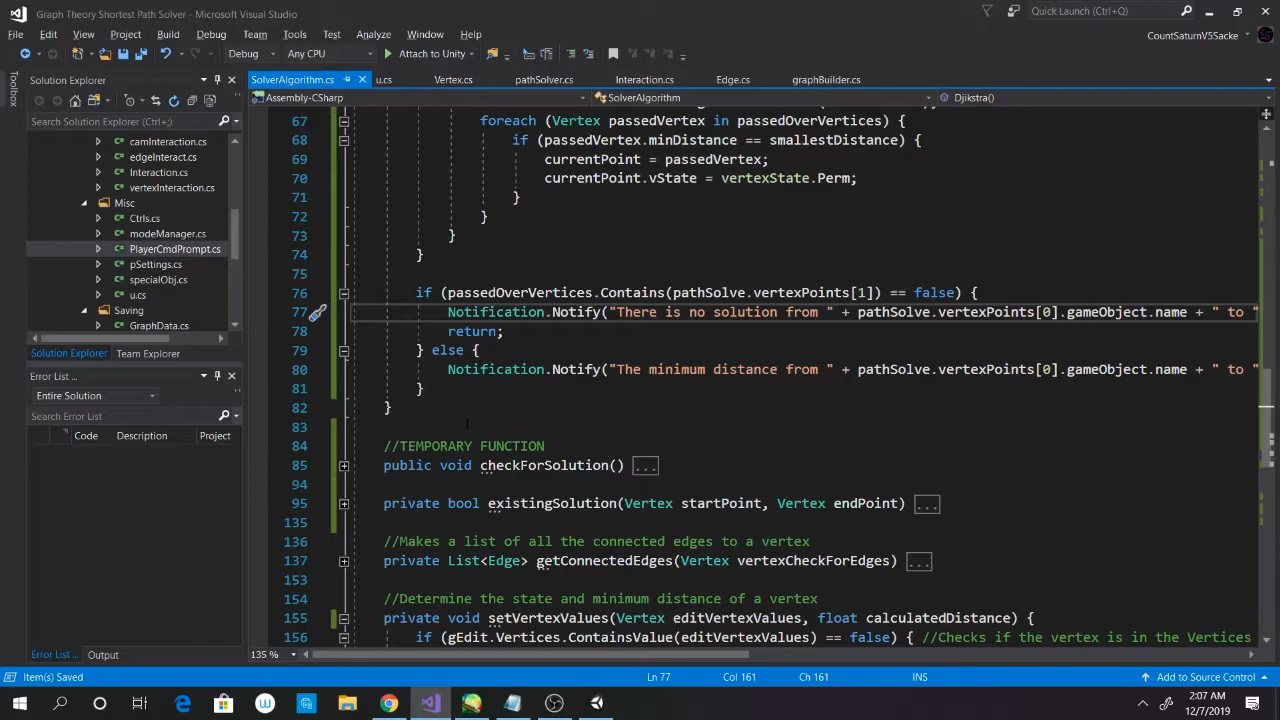 Graph Theory Shortest Path Solver - Microsoft Visual Studio
Quick Launch (Ctrl+;)
File Edit View Project Build Debug Team Tools Test Analyze Window Help
CountSaturnV5Sacke
Debug Any CPU Attach to Unity
Toolbox
Solution Explorer
Search Solution Explorer (Ctrl+;)
camInteraction.cs
edgeInteract.cs
Interaction.cs
vertexInteraction.cs
Misc
Ctrls.cs
modeManager.cs
PlayerCmdPrompt.cs
pSettings.cs
specialObj.cs
u.cs
Saving
GraphData.cs
Solution Explorer Team Explorer
Error List ...
Entire Solution
Search Error List
Code Description Project
Error List ... Output
SolverAlgorithm.cs u.cs Vertex.cs pathSolver.cs Interaction.cs Edge.cs graphBuilder.cs
Assembly-CSharp SolverAlgorithm Djikstra()
67 foreach (Vertex passedVertex in passedOverVertices) {
68 if (passedVertex.minDistance == smallestDistance) {
69 currentPoint = passedVertex;
70 currentPoint.vState = vertexState.Perm;
71 }
72 }
73 }
74 }
75
76 if (passedOverVertices.Contains(pathSolve.vertexPoints[1]) == false) {
77 Notification.Notify("There is no solution from " + pathSolve.vertexPoints[0].gameObject.name + " to "
78 return;
79 } else {
80 Notification.Notify("The minimum distance from " + pathSolve.vertexPoints[0].gameObject.name + " to "
81 }
82 }
83
84 //TEMPORARY FUNCTION
85 public void checkForSolution() ...
94
95 private bool existingSolution(Vertex startPoint, Vertex endPoint) ...
135
136 //Makes a list of all the connected edges to a vertex
137 private List<Edge> getConnectedEdges(Vertex vertexCheckForEdges) ...
153
154 //Determine the state and minimum distance of a vertex
155 private void setVertexValues(Vertex editVertexValues, float calculatedDistance) {
156 if (gEdit.Vertices.ContainsValue(editVertexValues) == false) { //Checks if the vertex is in the Vertices
135 %
Item(s) Saved Ln 77 Col 161 Ch 161 INS Add to Source Control
2:07 AM
12/7/2019